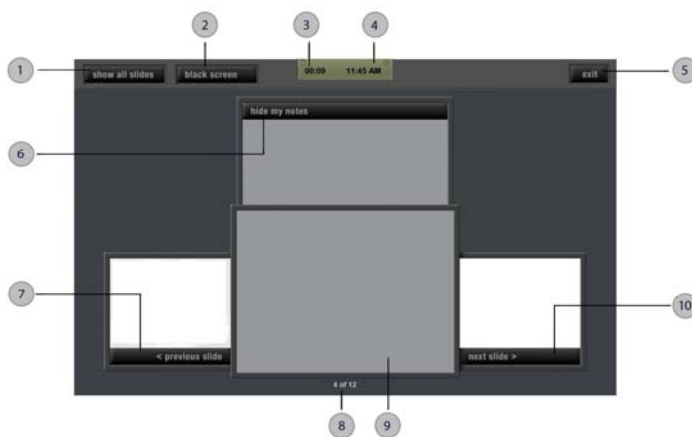 2
3
4
1
show all slides
black screen
00:09
11:45 AM
exit
5
hide my notes
6
7
< previous slide
next slide >
10
4 of 12
8
9